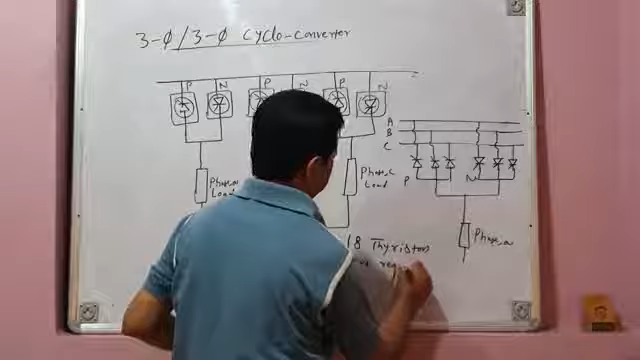 3-Ø/3-Ø Cyclo-Converter
P N P N P N
A
B
C
Phase-a
Load
Phase-C
Load
P N
Phase-a
18 Thyristors